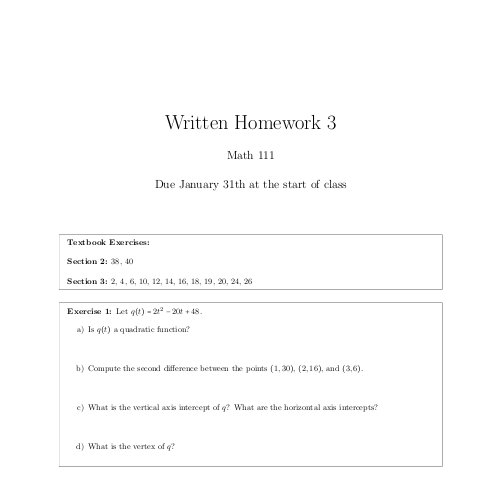 Written Homework 3
Math 111
Due January 31th at the start of class
Textbook Exercises:
Section 2: 38, 40
Section 3: 2, 4, 6, 10, 12, 14, 16, 18, 19, 20, 24, 26
Exercise 1: Let q(t) = 2t² − 20t + 48.
a) Is q(t) a quadratic function?
b) Compute the second difference between the points (1, 30), (2, 16), and (3, 6).
c) What is the vertical axis intercept of q? What are the horizontal axis intercepts?
d) What is the vertex of q?